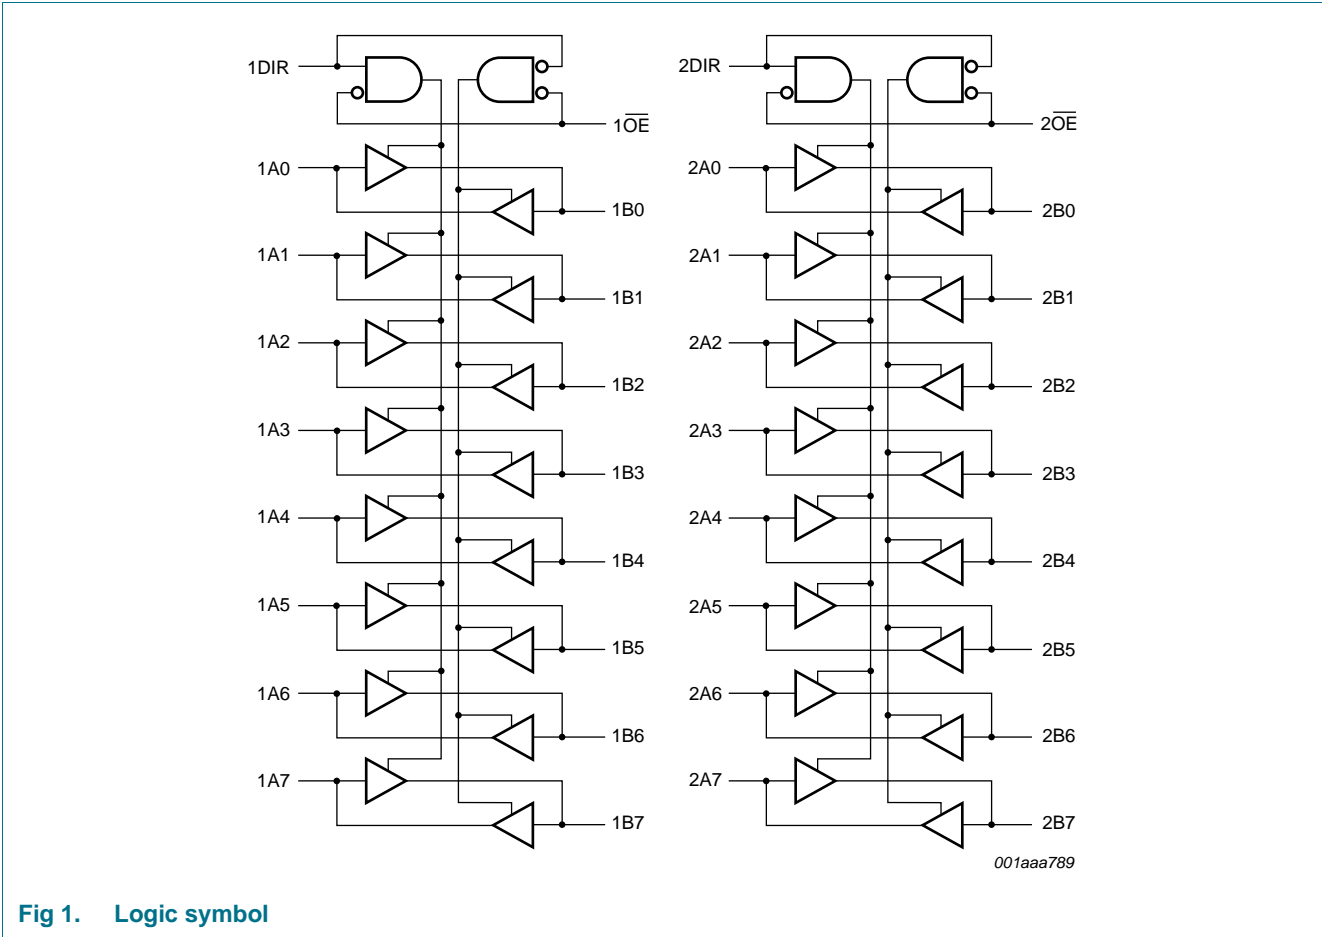 1DIR
1O̅E̅
1A0
1B0
1A1
1B1
1A2
1B2
1A3
1B3
1A4
1B4
1A5
1B5
1A6
1B6
1A7
1B7
2DIR
2O̅E̅
2A0
2B0
2A1
2B1
2A2
2B2
2A3
2B3
2A4
2B4
2A5
2B5
2A6
2B6
2A7
2B7
001aaa789
Fig 1. Logic symbol